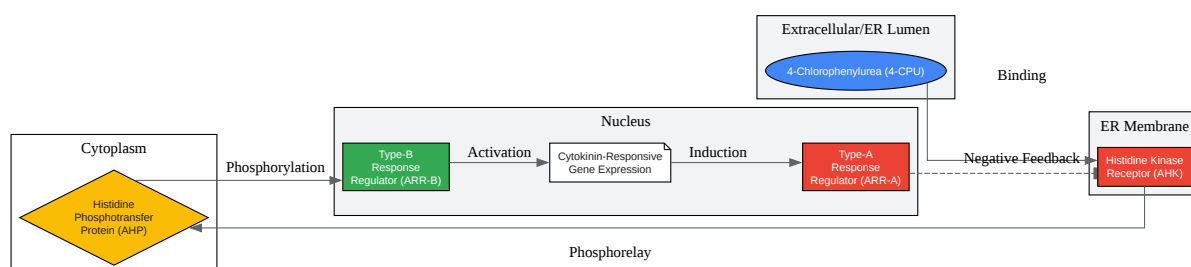 Extracellular/ER Lumen
4-Chlorophenylurea (4-CPU)
Binding
Nucleus
ER Membrane
Cytoplasm
Phosphorylation
Type-B
Response
Regulator (ARR-B)
Activation
Cytokinin-Responsive
Gene Expression
Induction
Type-A
Response
Regulator (ARR-A)
Negative Feedback
Histidine Kinase
Receptor (AHK)
Histidine
Phosphotransfer
Protein (AHP)
Phosphorelay